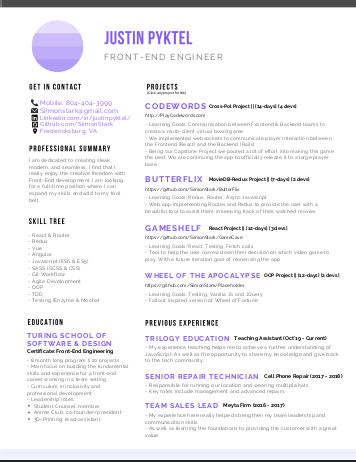 JUSTIN PYKTEL
FRONT-END ENGINEER
GET IN CONTACT
Mobile: 804-404-3999
Silmonstark@gmail.com
Linkedin.com/in/justinpyktel/
Github.com/SilmonStark
Fredericksburg, VA
PROFESSIONAL SUMMARY
I am dedicated to creating sleek,
modern, and seamless. I find that I
really enjoy the creative freedom with
Front-End development. I am looking
for a full-time position where I can
expand my skills and add to my tool
belt.
SKILL TREE
- React & Router
- Redux
- Vue
- Angular
- Javascript (ES6 & ES5)
- SASS (SCSS & CSS)
- Git Workflow
- Agile Development
- OOP
- TDD
- Testing (Enzyme & Mocha)
EDUCATION
TURING SCHOOL OF
SOFTWARE & DESIGN
Certificate: Front-End Engineering
- 8 month long program || 20 projects
- Main focus on building the fundamental
skills and experience of a front-end
career working in a team setting
- Curriculum in inclusivity and
professional development
- Leadership Roles:
Student Council member
Anime Club: co-founder/president
3D-Printing: lead assistant
PROJECTS
(Click any project for link)
CODEWORDS Cross-Pol Project || (14-days) (4 devs)
http://PlayCodewords.com
- Learning Goals: Communication between Frontend & Backend teams to
create a multi-client virtual board game
- We implemented websockets to communicate player interaction between
the Frontend (React) and the Backend (Rails)
- Being our Capstone Project we poured a lot of effort into making this game
the best. We are continuing the app to officially release it to a large player
base
BUTTERFLIX MovieDB-Redux Project || (7-days) (2 devs)
https://github.com/SilmonStark/ButterFlix
- Learning Goals: Redux, Router, Async Javascript
- Web app implementing Router and Redux to provide the user with a
beautiful tool to assist them in keeping track of their watched movies
GAMESHELF React Project || (12-days) (3 devs)
https://github.com/SilmonStark/GameCave
- Learning Goals: React, Testing, Fetch calls
- Tool to help the user narrow down their decision on which video game to
play. With a future iteration goal of reminding the app
WHEEL OF THE APOCALYPSE OOP Project || (12-days) (2 devs)
https://github.com/SilmonStark/Placeholder
- Learning Goals: Testing, Vanilla JS and JQuery
- Fallout inspired version of Wheel of Fortune
PREVIOUS EXPERIENCE
TRILOGY EDUCATION Teaching Assistant (Oct'19 - Current)
- My experience teaching helps me to achieve a further understanding of
JavaScript. As well as the opportunity to share my knowledge and give back
to the tech community.
SENIOR REPAIR TECHNICIAN Cell Phone Repair (2017 - 2018)
- Responsible for running our location and wearing multiple hats
- Key roles include management and advanced repairs
TEAM SALES LEAD Meyla Firm (2016 - 2017)
- My experience here really helped strengthen my team leadership and
communication skills.
- As well as learning the foundations to providing the customer with great
value